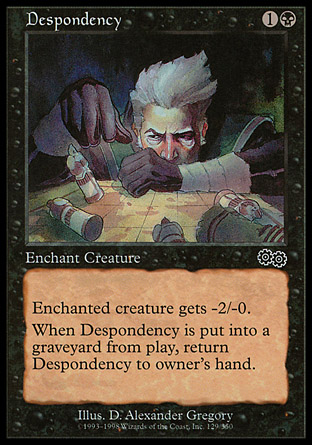 Despondency 1
Enchant Creature
Enchanted creature gets -2/-0.
When Despondency is put into a
graveyard from play, return
Despondency to owner's hand.
Illus. D. Alexander Gregory
©1993-1998 Wizards of the Coast, Inc. 129/350